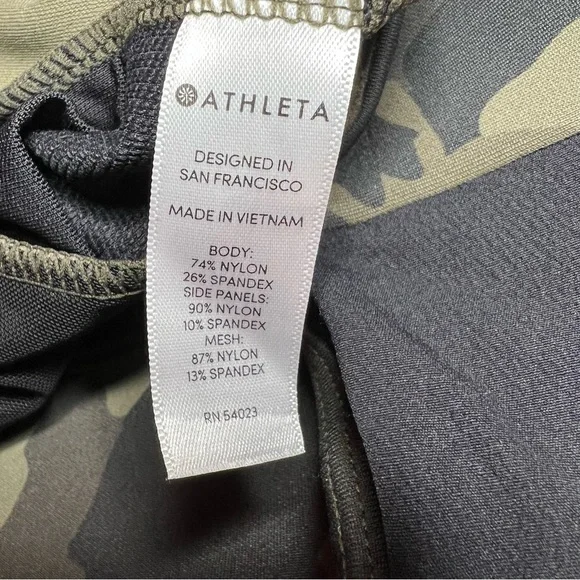 ATHLETA
DESIGNED IN
SAN FRANCISCO
MADE IN VIETNAM
BODY:
74% NYLON
26% SPANDEX
SIDE PANELS:
90% NYLON
10% SPANDEX
MESH:
87% NYLON
13% SPANDEX
RN 54023